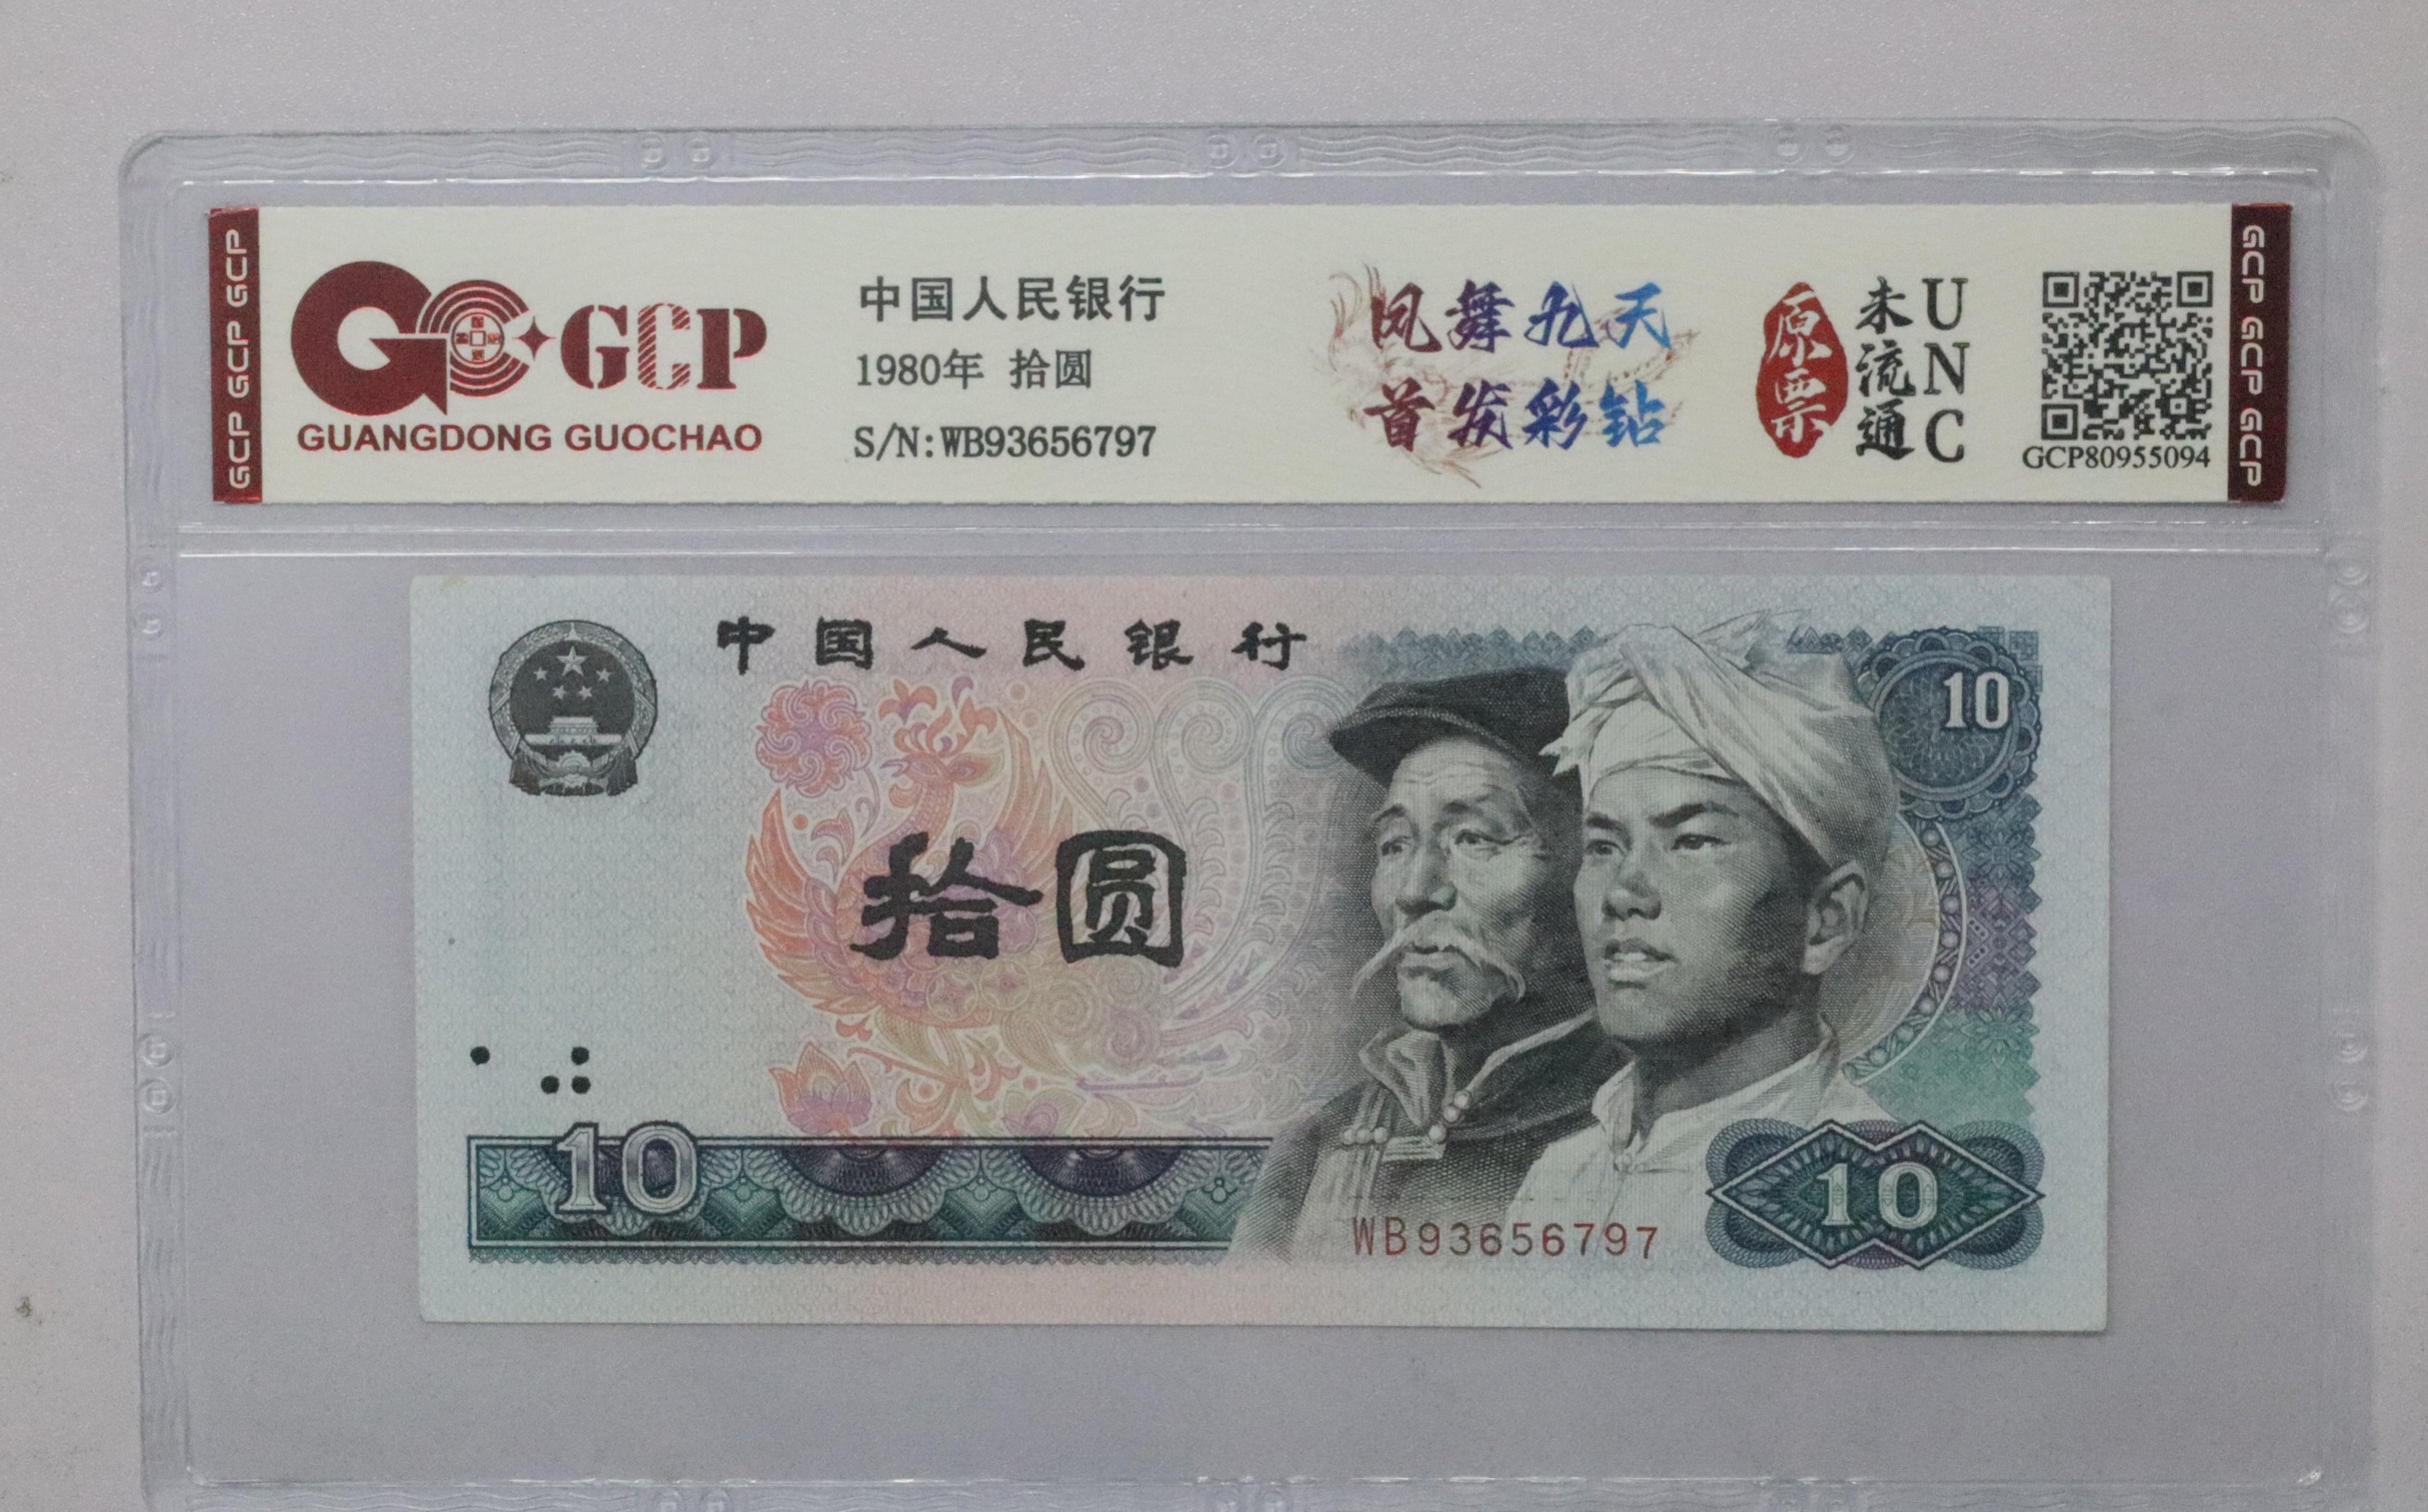 GCP GCP GCP
GCP
GUANGDONG GUOCHAO
中国人民银行
1980年 拾圆
S/N:WB93656797
凤舞九天
首发彩钻
原票
未流通
UNC
GCP80955094
GCP GCP GCP
中国人民银行
10
拾圆
10
WB93656797
10